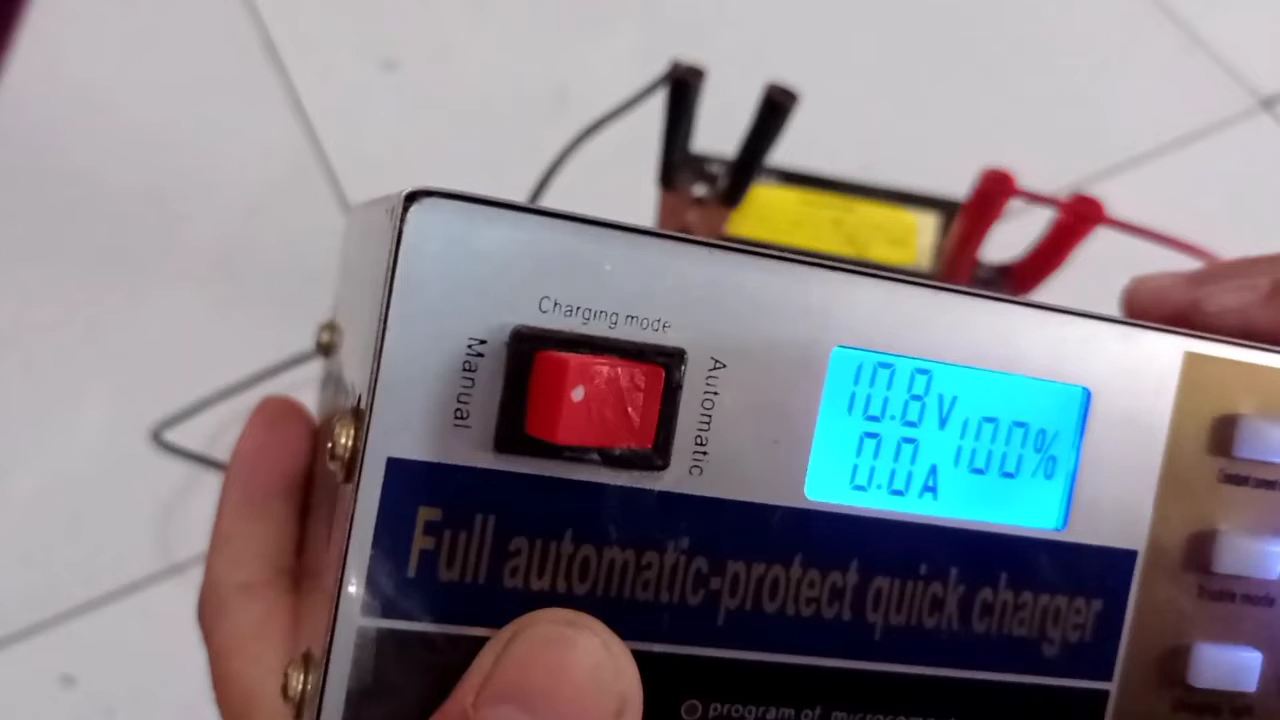 Charging mode
Manual
Automatic
10.8V
0.0A
100%
Full automatic-protect quick charger
program of